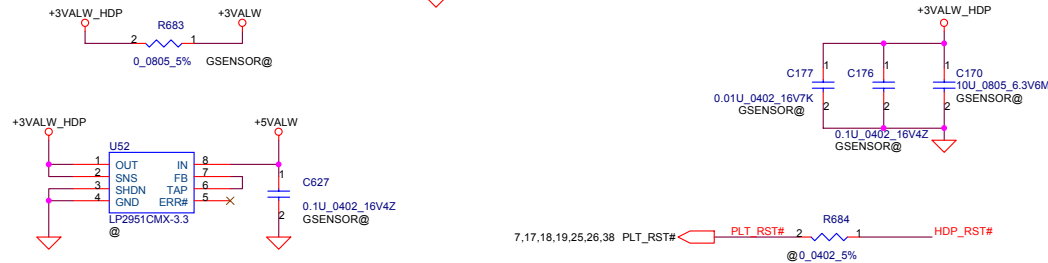 +3VALW_HDP
+3VALW
R683
2
1
0_0805_5%
GSENSOR@
+3VALW_HDP
C177
1
C176
1
1
C170
10U_0805_6.3V6M
0.01U_0402_16V7K
GSENSOR@
2
2
2
GSENSOR@
0.1U_0402_16V4Z
GSENSOR@
+3VALW_HDP
+5VALW
U52
1 OUT IN 8
2 SNS FB 7
3 SHDN TAP 6
4 GND ERR# 5
LP2951CMX-3.3
@
1
C627
0.1U_0402_16V4Z
2
GSENSOR@
7,17,18,19,25,26,38 PLT_RST#
PLT_RST#
2
R684
1
HDP_RST#
@0_0402_5%